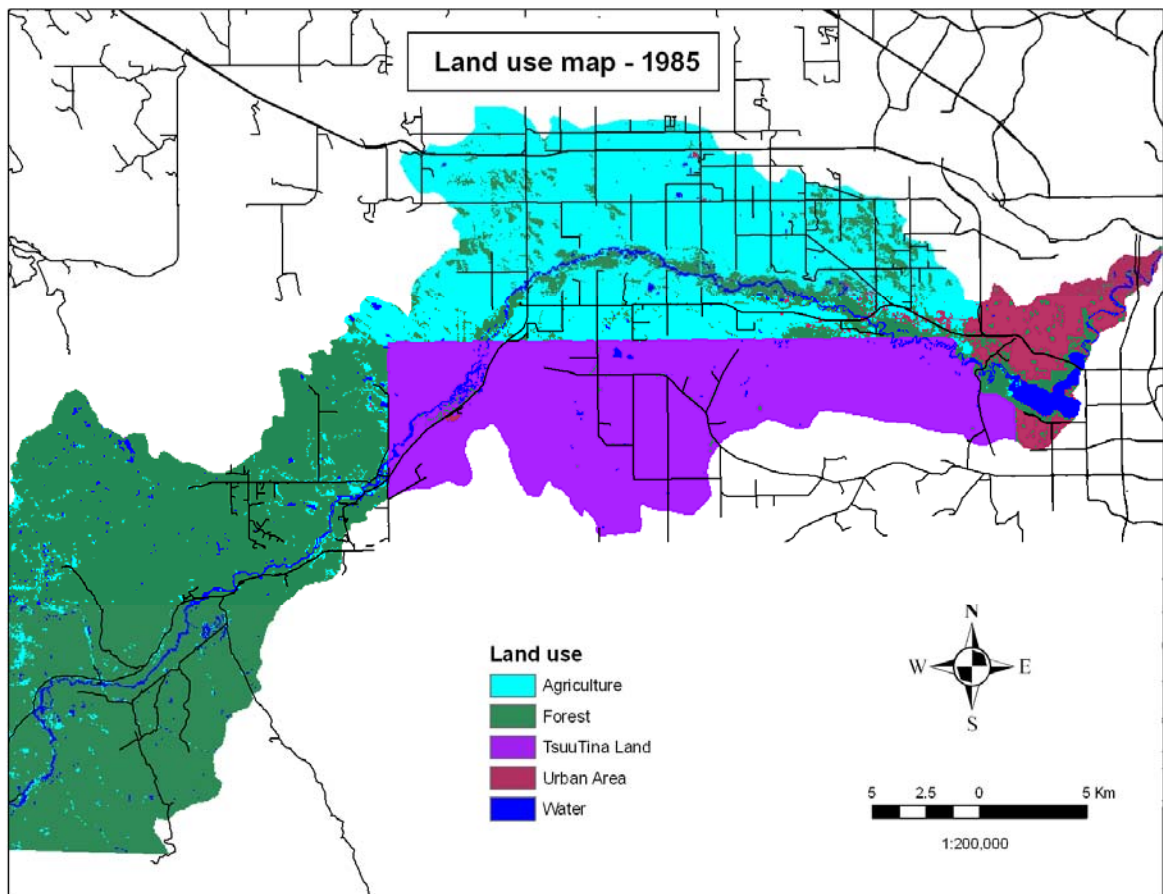 Land use map - 1985
Land use
Agriculture
Forest
TsuuTina Land
Urban Area
Water
N
W E
S
5 2.5 0 5 Km
1:200,000